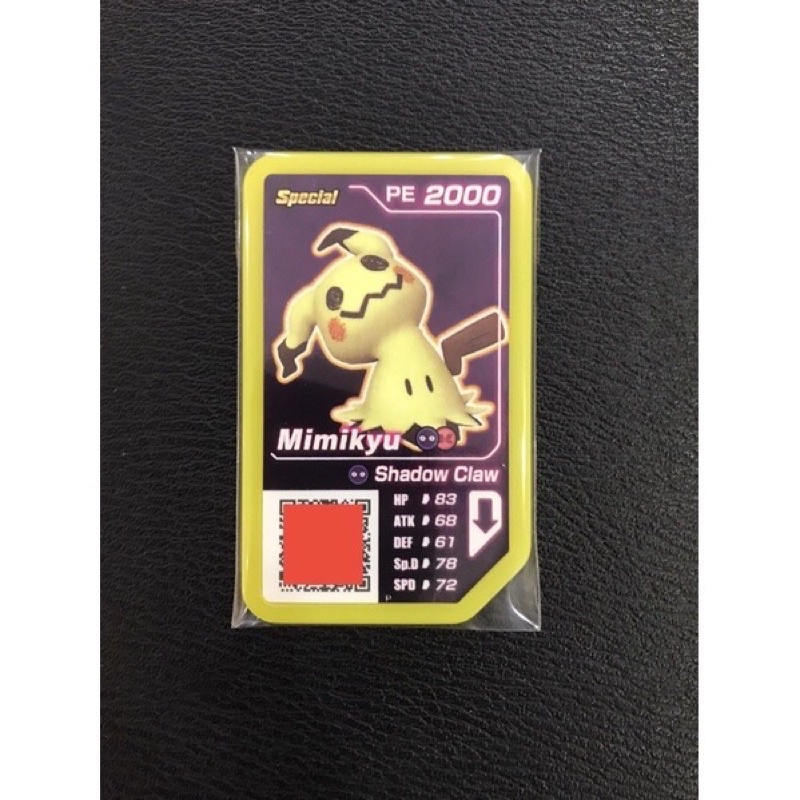 Special PE 2000
Mimikyu
Shadow Claw
HP 83
ATK 68
DEF 61
Sp.D 78
SPD 72
P